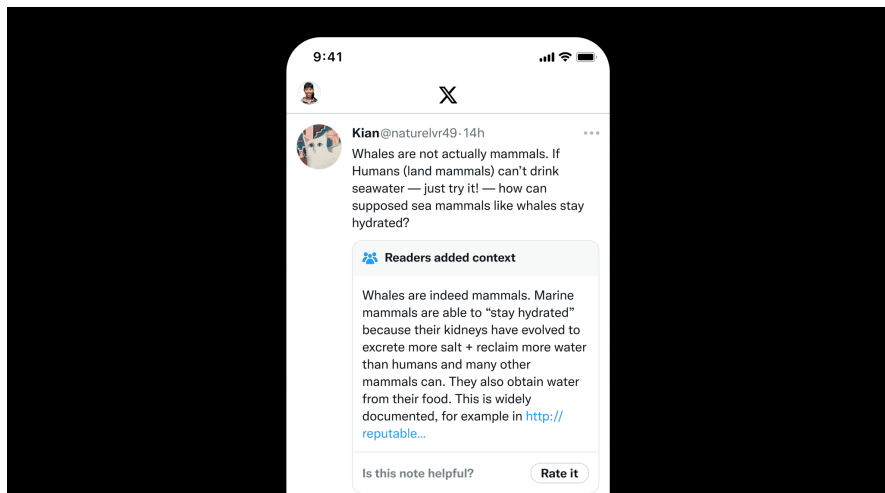 9:41
X
Kian@naturelvr49·14h
Whales are not actually mammals. If
Humans (land mammals) can't drink
seawater — just try it! — how can
supposed sea mammals like whales stay
hydrated?
Readers added context
Whales are indeed mammals. Marine
mammals are able to “stay hydrated”
because their kidneys have evolved to
excrete more salt + reclaim more water
than humans and many other
mammals can. They also obtain water
from their food. This is widely
documented, for example in http://
reputable...
Is this note helpful?
Rate it